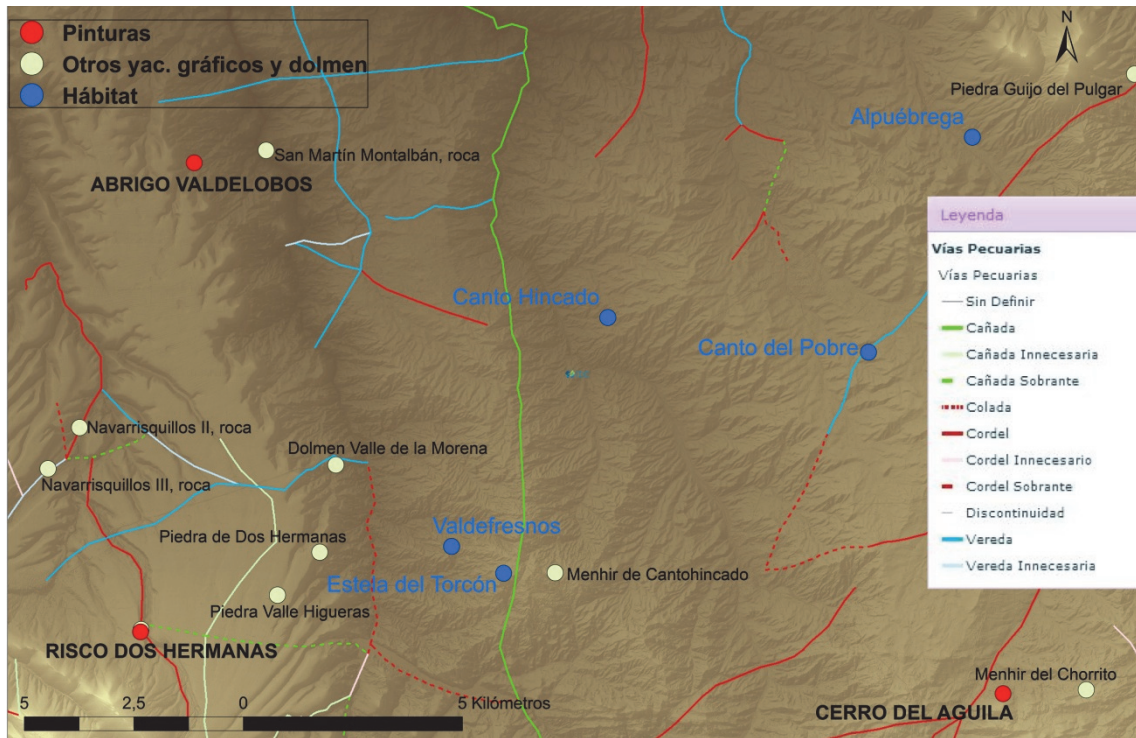 Pinturas
Otros yac. gráficos y dolmen
Hábitat
N
Piedra Guijo del Pulgar
Alpuébrega
San Martín Montalbán, roca
ABRIGO VALDELOBOS
Leyenda
Vías Pecuarias
Vías Pecuarias
Sin Definir
Cañada
Cañada Innecesaria
Cañada Sobrante
Colada
Cordel
Cordel Innecesario
Cordel Sobrante
Discontinuidad
Vereda
Vereda Innecesaria
Canto Hincado
Canto del Pobre
Navarrisquillos II, roca
Dolmen Valle de la Morena
Navarrisquillos III, roca
Valdefresnos
Piedra de Dos Hermanas
Estela del Torcón
Menhir de Cantohincado
Piedra Valle Higueras
RISCO DOS HERMANAS
Menhir del Chorrito
CERRO DEL AGUILA
5 2,5 0 5 Kilómetros